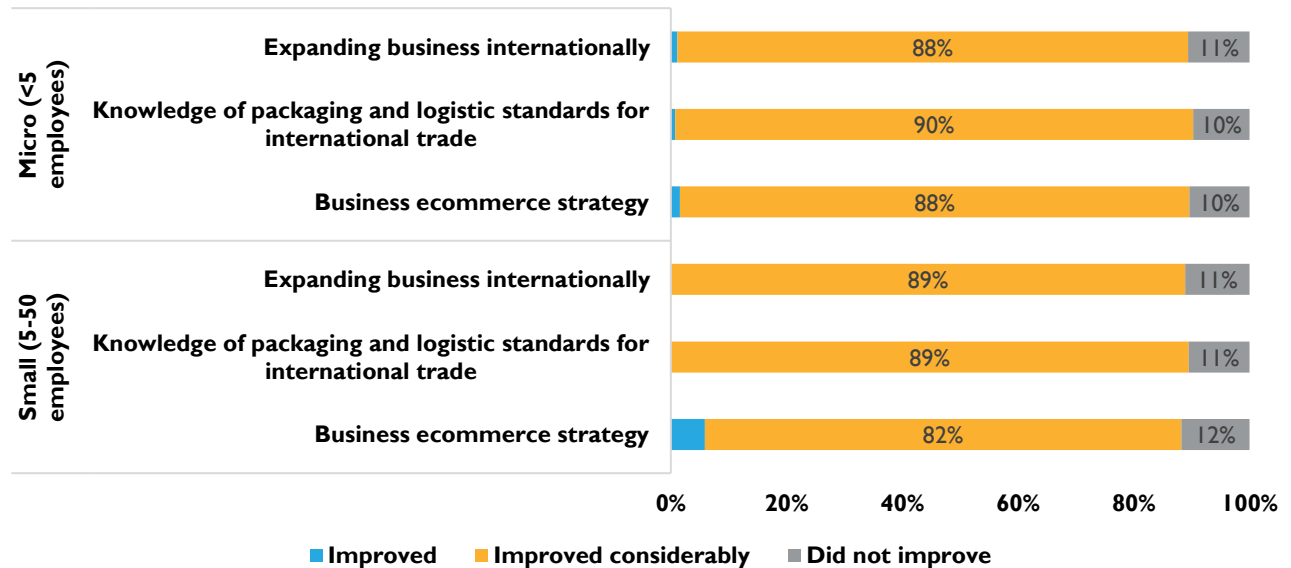 Micro (<5
employees)
Expanding business internationally
88%
11%
Knowledge of packaging and logistic standards for
international trade
90%
10%
Business ecommerce strategy
88%
10%
Small (5-50
employees)
Expanding business internationally
89%
11%
Knowledge of packaging and logistic standards for
international trade
89%
11%
Business ecommerce strategy
82%
12%
0% 20% 40% 60% 80% 100%
Improved Improved considerably Did not improve